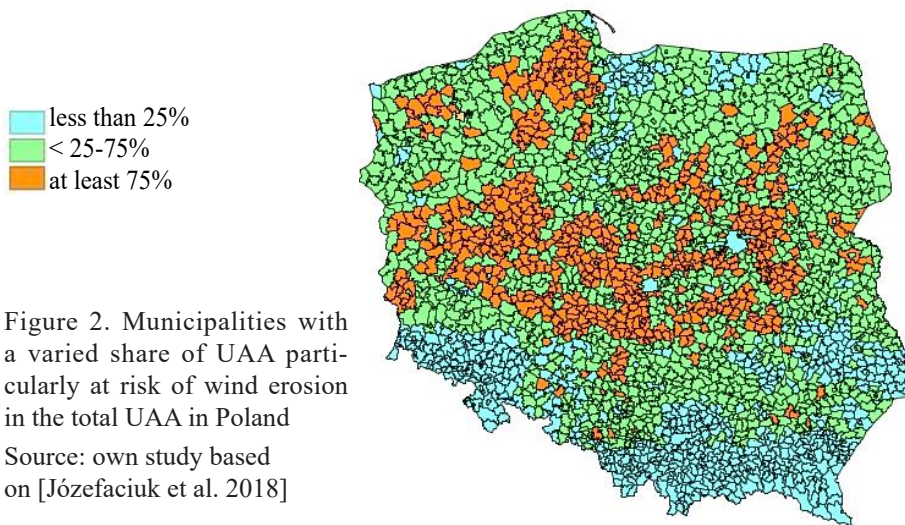 less than 25%
< 25-75%
at least 75%
Figure 2. Municipalities with
a varied share of UAA parti-
cularly at risk of wind erosion
in the total UAA in Poland
Source: own study based
on [Józefaciuk et al. 2018]